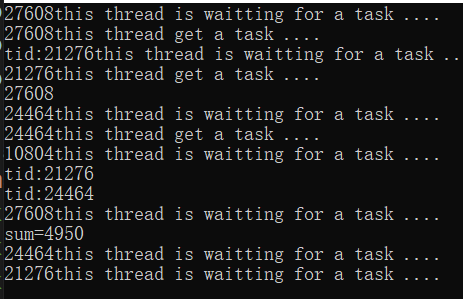 27608this thread is waitting for a task ....
27608this thread get a task ....
tid:21276this thread is waitting for a task ..
21276this thread get a task ....
27608
24464this thread is waitting for a task ....
24464this thread get a task ....
10804this thread is waitting for a task ....
tid:21276
tid:24464
27608this thread is waitting for a task ....
sum=4950
24464this thread is waitting for a task ....
21276this thread is waitting for a task ....